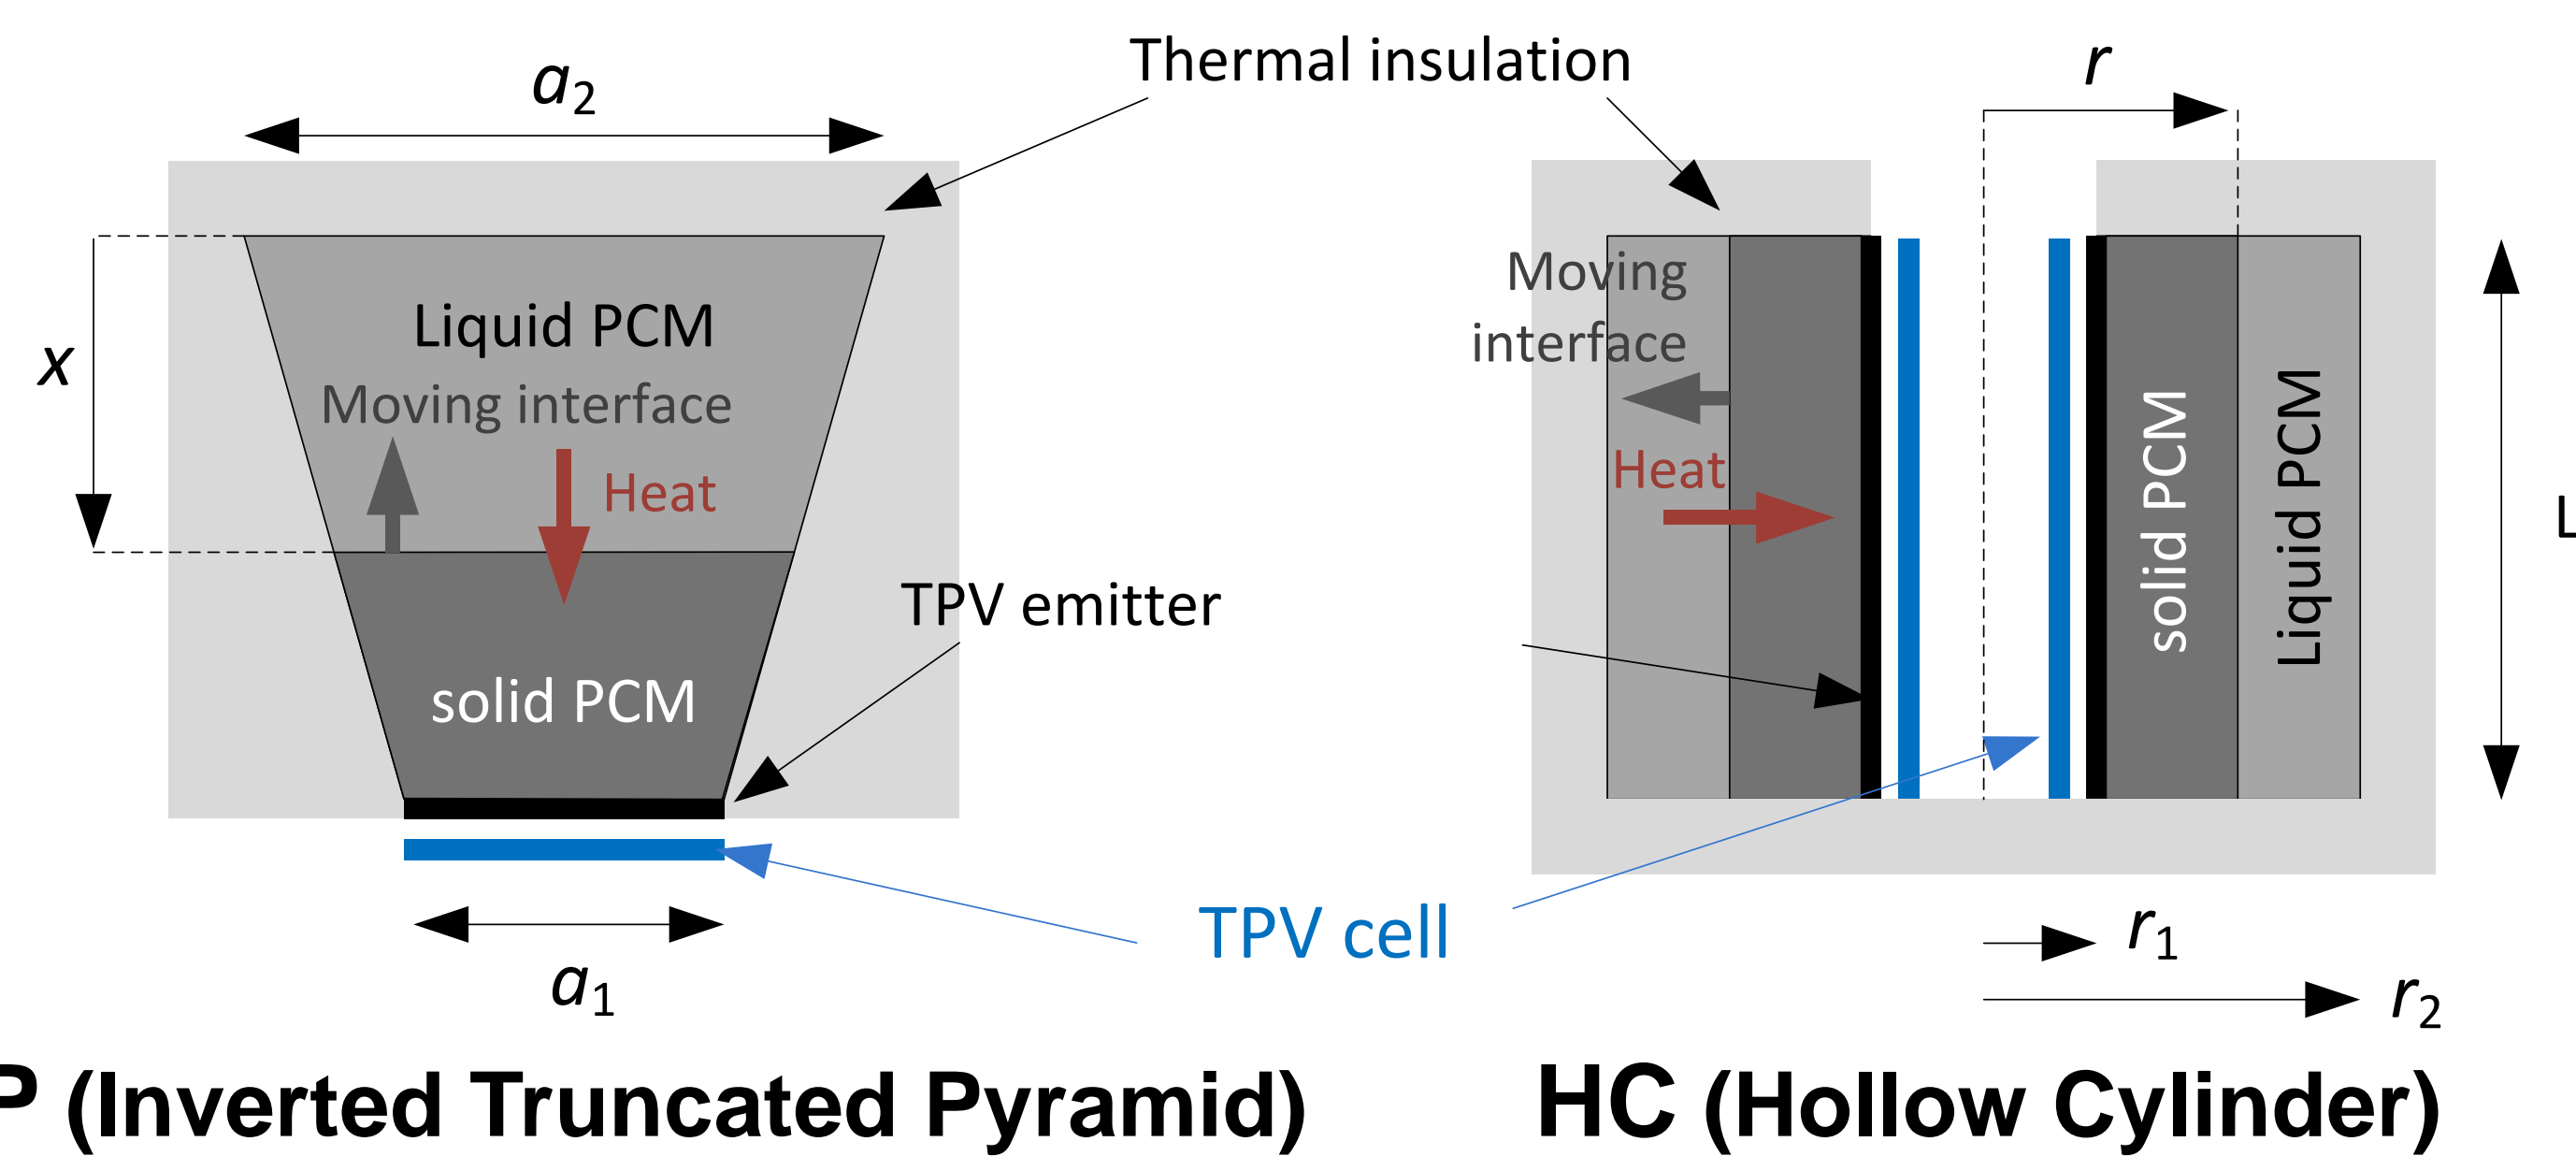 a2
Thermal insulation
r
x
Liquid PCM
Moving interface
Heat
solid PCM
TPV emitter
a1
Moving
interface
Heat
solid PCM
Liquid PCM
L
TPV cell
r1
r2
P (Inverted Truncated Pyramid)
HC (Hollow Cylinder)